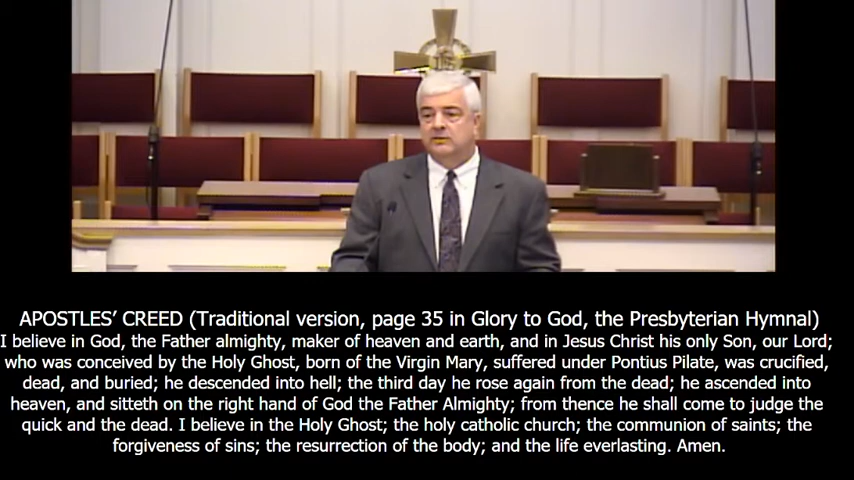 APOSTLES’ CREED (Traditional version, page 35 in Glory to God, the Presbyterian Hymnal)
I believe in God, the Father almighty, maker of heaven and earth, and in Jesus Christ his only Son, our Lord;
who was conceived by the Holy Ghost, born of the Virgin Mary, suffered under Pontius Pilate, was crucified,
dead, and buried; he descended into hell; the third day he rose again from the dead; he ascended into
heaven, and sitteth on the right hand of God the Father Almighty; from thence he shall come to judge the
quick and the dead. I believe in the Holy Ghost; the holy catholic church; the communion of saints; the
forgiveness of sins; the resurrection of the body; and the life everlasting. Amen.